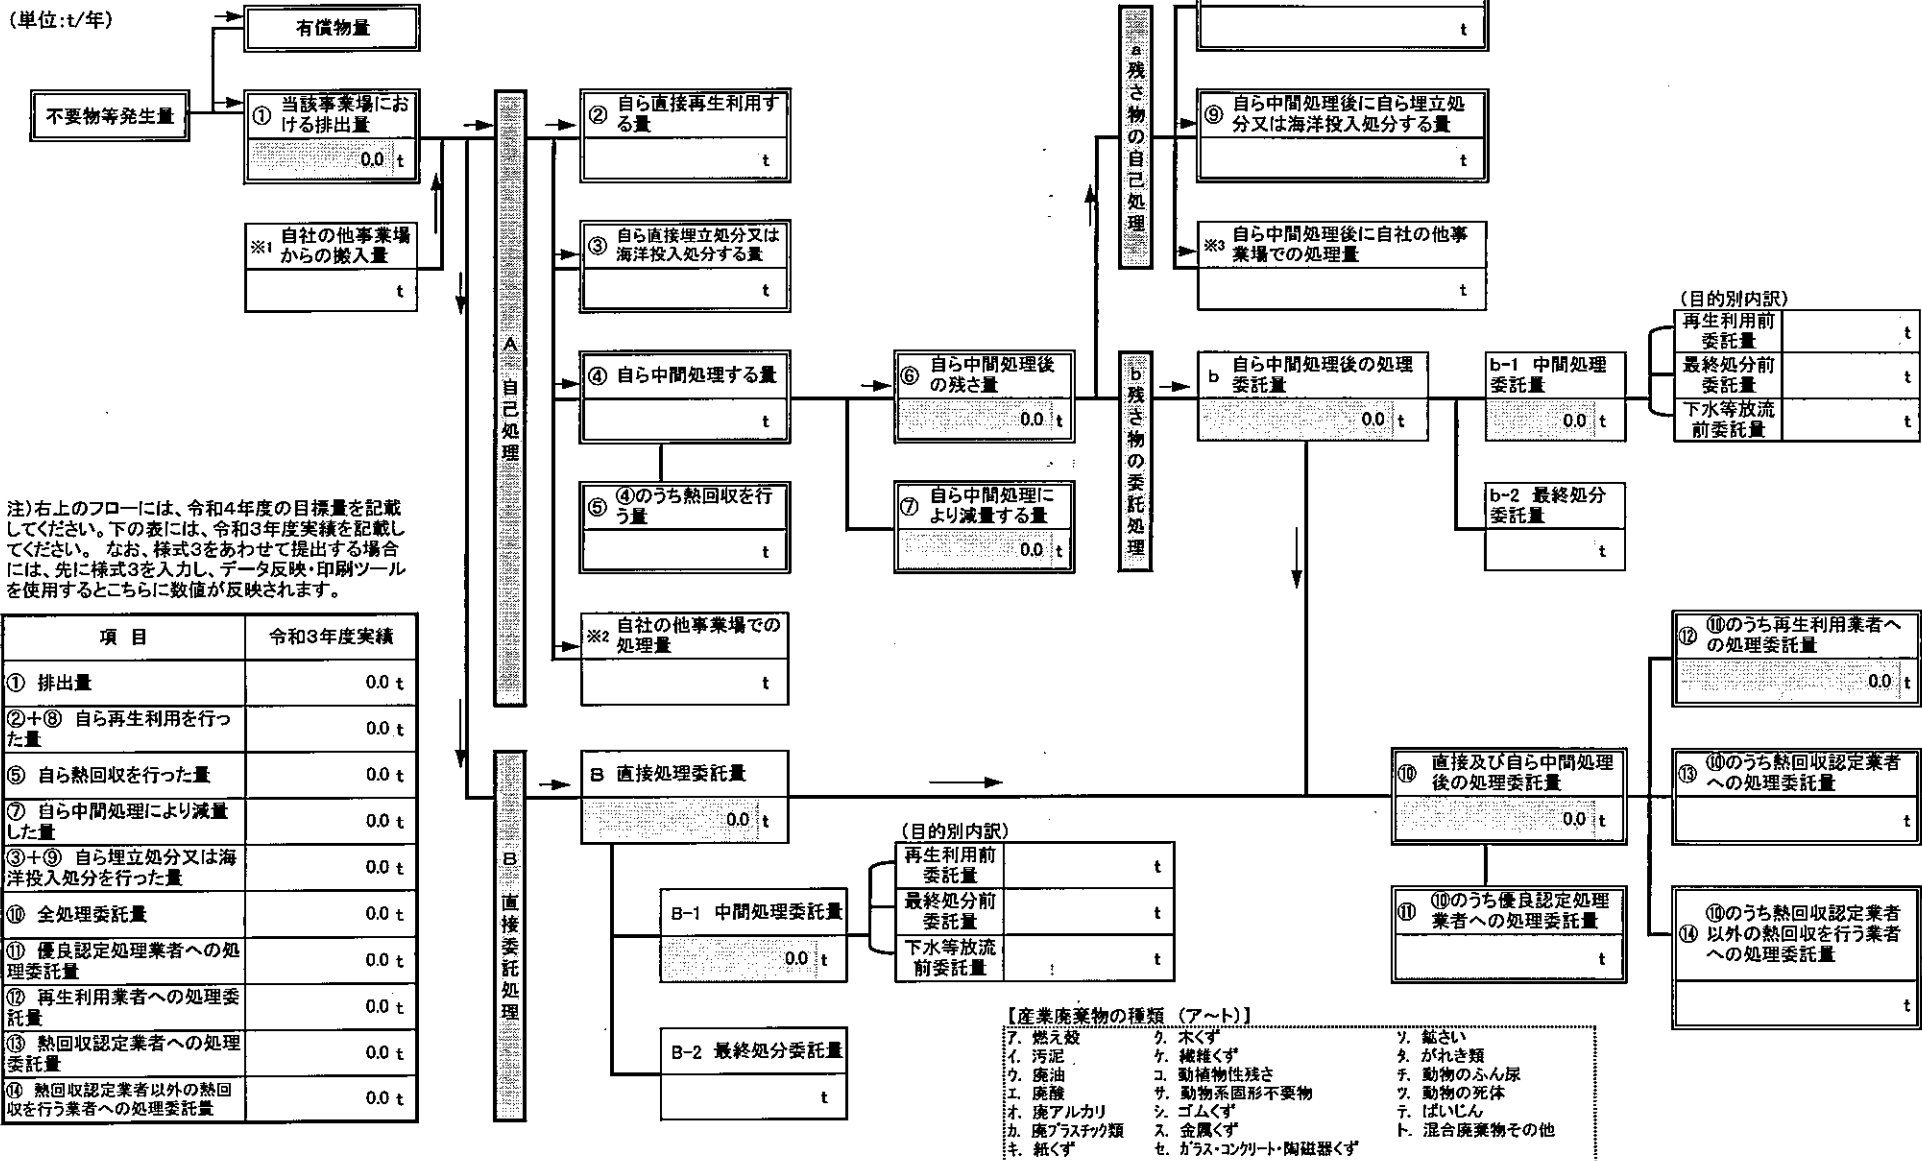 (単位:t/年)
有償物量
不要物等発生量
① 当該事業場にお
ける排出量
0.0 t
※1 自社の他事業場
からの搬入量
t
A 自己処理
② 自ら直接再生利用す
る量
t
③ 自ら直接埋立処分又は
海洋投入処分する量
t
④ 自ら中間処理する量
t
⑤ ④のうち熱回収を行
う量
t
※2 自社の他事業場での
処理量
t
⑥ 自ら中間処理後
の残さ量
0.0 t
⑦ 自ら中間処理に
より減量する量
0.0 t
a 残さ物の自己処理
t
⑨ 自ら中間処理後に自ら埋立処
分又は海洋投入処分する量
t
※3 自ら中間処理後に自社の他事
業場での処理量
t
b 残さ物の委託処理
b 自ら中間処理後の処理
委託量
0.0 t
b-1 中間処理
委託量
0.0 t
b-2 最終処分
委託量
t
(目的別内訳)
再生利用前
委託量
t
最終処分前
委託量
t
下水等放流
前委託量
t
注)右上のフローには、令和4年度の目標量を記載
してください。下の表には、令和3年度実績を記載し
てください。 なお、様式3をあわせて提出する場合
には、先に様式3を入力し、データ反映・印刷ツール
を使用するとこちらに数値が反映されます。
項 目 令和3年度実績
① 排出量 0.0 t
②+⑧ 自ら再生利用を行っ
た量 0.0 t
⑤ 自ら熱回収を行った量 0.0 t
⑦ 自ら中間処理により減量
した量 0.0 t
③+⑨ 自ら埋立処分又は海
洋投入処分を行った量 0.0 t
⑩ 全処理委託量 0.0 t
⑪ 優良認定処理業者への処
理委託量 0.0 t
⑫ 再生利用業者への処理委
託量 0.0 t
⑬ 熱回収認定業者への処理
委託量 0.0 t
⑭ 熱回収認定業者以外の熱回
収を行う業者への処理委託量 0.0 t
B 直接委託処理
B 直接処理委託量
0.0 t
B-1 中間処理委託量
0.0 t
B-2 最終処分委託量
t
(目的別内訳)
再生利用前
委託量
t
最終処分前
委託量
t
下水等放流
前委託量
t
⑩ 直接及び自ら中間処理
後の処理委託量
0.0 t
⑪ ⑩のうち優良認定処理
業者への処理委託量
t
⑫ ⑩のうち再生利用業者へ
の処理委託量
0.0 t
⑬ ⑩のうち熱回収認定業者
への処理委託量
t
⑭ ⑩のうち熱回収認定業者
以外の熱回収を行う業者
への処理委託量
t
【産業廃棄物の種類 (ア~ト)】
ア. 燃え殻 ク. 木くず ソ. 鉱さい
イ. 汚泥 ケ. 繊維くず タ. がれき類
ウ. 廃油 コ. 動植物性残さ チ. 動物のふん尿
エ. 廃酸 サ. 動物系固形不要物 ツ. 動物の死体
オ. 廃アルカリ シ. ゴムくず テ. ばいじん
カ. 廃プラスチック類 ス. 金属くず ト. 混合廃棄物その他
キ. 紙くず セ. ガラス・コンクリート・陶磁器くず